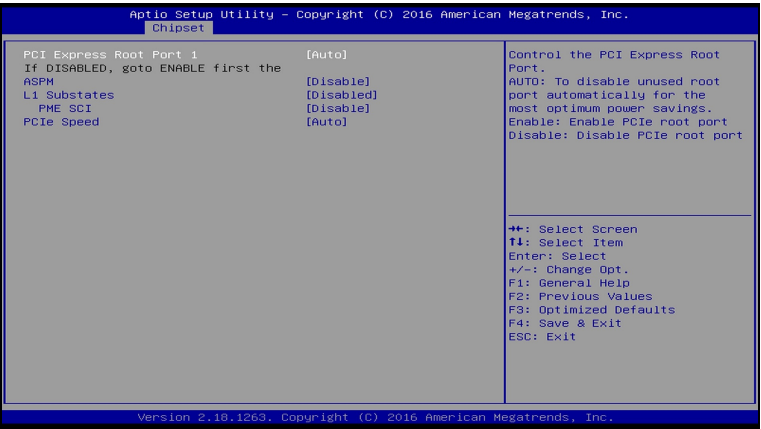 Aptio Setup Utility – Copyright (C) 2016 American Megatrends, Inc.
Chipset
PCI Express Root Port 1 [Auto]
If DISABLED, goto ENABLE first the
ASPM [Disable]
L1 Substates [Disabled]
PME SCI [Disable]
PCIe Speed [Auto]
Control the PCI Express Root
Port.
AUTO: To disable unused root
port automatically for the
most optimum power savings.
Enable: Enable PCIe root port
Disable: Disable PCIe root port
→←: Select Screen
↑↓: Select Item
Enter: Select
+/-: Change Opt.
F1: General Help
F2: Previous Values
F3: Optimized Defaults
F4: Save & Exit
ESC: Exit
Version 2.18.1263. Copyright (C) 2016 American Megatrends, Inc.